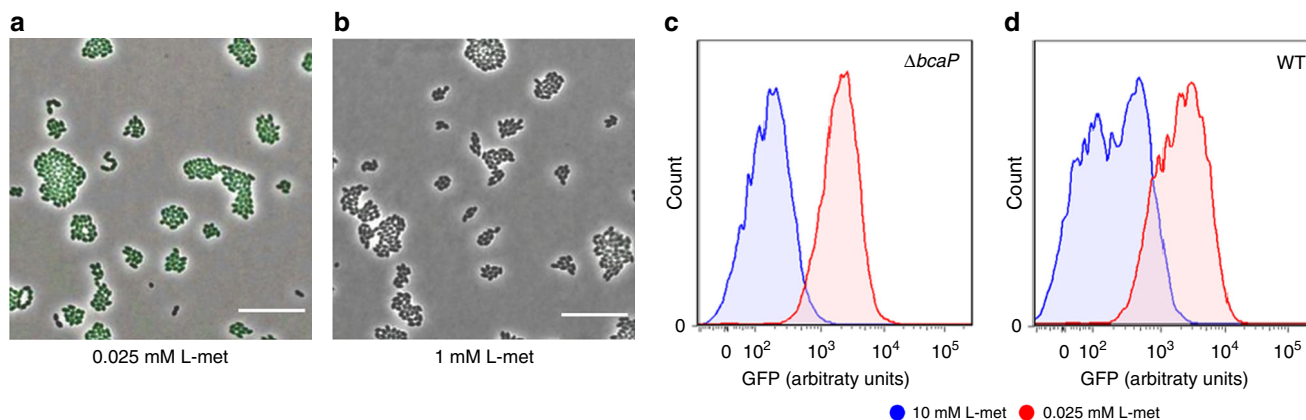 a
b
c
d
0.025 mM L-met
1 mM L-met
Count
ΔbcaP
0
0 10² 10³ 10⁴ 10⁵
GFP (arbitraty units)
Count
WT
0
0 10² 10³ 10⁴ 10⁵
GFP (arbitraty units)
10 mM L-met 0.025 mM L-met